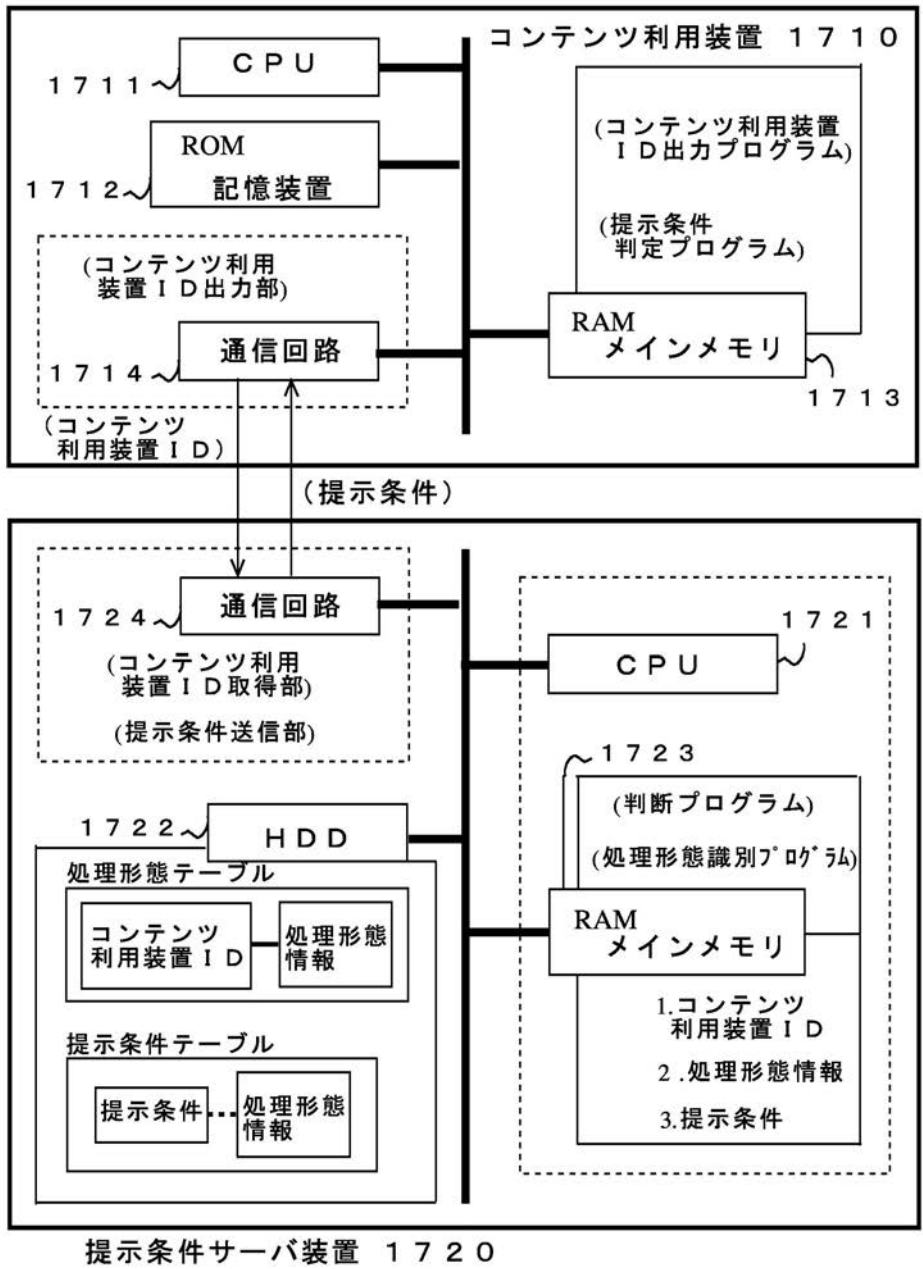 コンテンツ利用装置 １７１０
ＣＰＵ
１７１１
(コンテンツ利用装置
ＩＤ出力プログラム)
ROM
記憶装置
１７１２
(提示条件
判定プログラム)
(コンテンツ利用
装置ＩＤ出力部)
RAM
メインメモリ
通信回路
１７１４
１７１３
(コンテンツ
利用装置ＩＤ)
(提示条件)
通信回路
１７２４
１７２１
ＣＰＵ
(コンテンツ利用
装置ＩＤ取得部)
(提示条件送信部)
１７２３
(判断プログラム)
１７２２
ＨＤＤ
(処理形態識別ﾌﾟﾛｸﾞﾗﾑ)
処理形態テーブル
コンテンツ
利用装置ＩＤ
処理形態
情報
RAM
メインメモリ
1.コンテンツ
利用装置ＩＤ
提示条件テーブル
２.処理形態情報
提示条件
処理形態
情報
3.提示条件
提示条件サーバ装置 １７２０